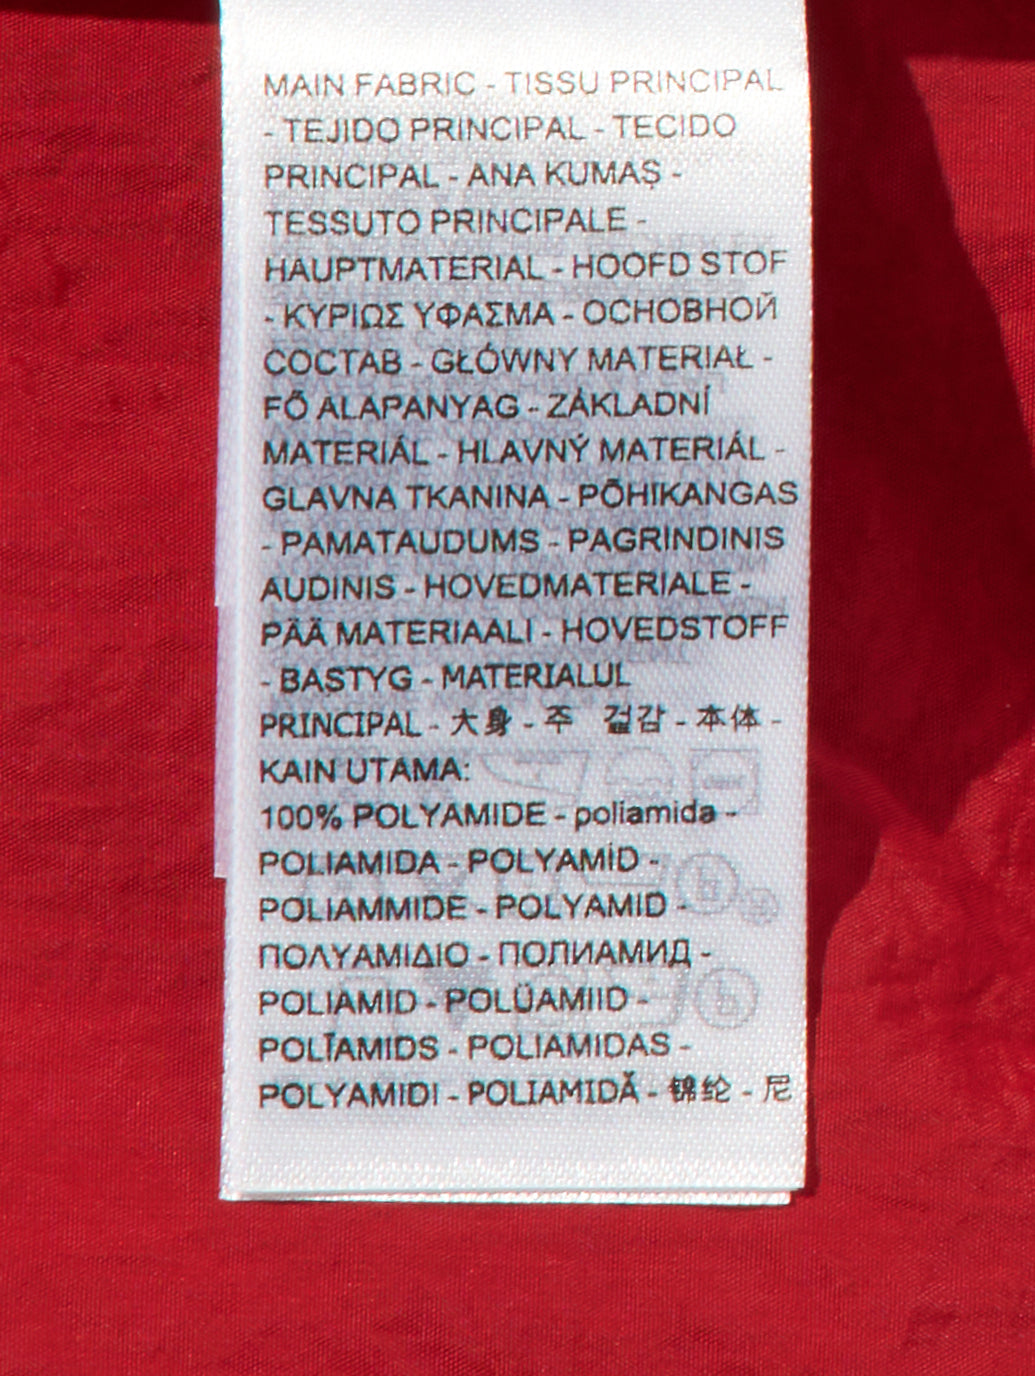 MAIN FABRIC - TISSU PRINCIPAL
- TEJIDO PRINCIPAL - TECIDO
PRINCIPAL - ANA KUMAŞ -
TESSUTO PRINCIPALE -
HAUPTMATERIAL - HOOFD STOF
- ΚΥΡΙΩΣ ΥΦΑΣΜΑ - ОСНОВНОЙ
СОСТАВ - GŁÓWNY MATERIAŁ -
FŐ ALAPANYAG - ZÁKLADNÍ
MATERIÁL - HLAVNÝ MATERIÁL -
GLAVNA TKANINA - PÕHIKANGAS
- PAMATAUDUMS - PAGRINDINIS
AUDINIS - HOVEDMATERIALE -
PÄÄ MATERIAALI - HOVEDSTOFF
- BASTYG - MATERIALUL
PRINCIPAL - 大身 - 주 겉감 - 本体 -
KAIN UTAMA:
100% POLYAMIDE - poliamida -
POLIAMIDA - POLYAMİD -
POLIAMMIDE - POLYAMID -
ΠΟΛΥΑΜΙΔΙΟ - ПОЛИАМИД -
POLIAMID - POLÜAMIID -
POLĪAMIDS - POLIAMIDAS -
POLYAMIDI - POLIAMIDĂ - 锦纶 - 尼